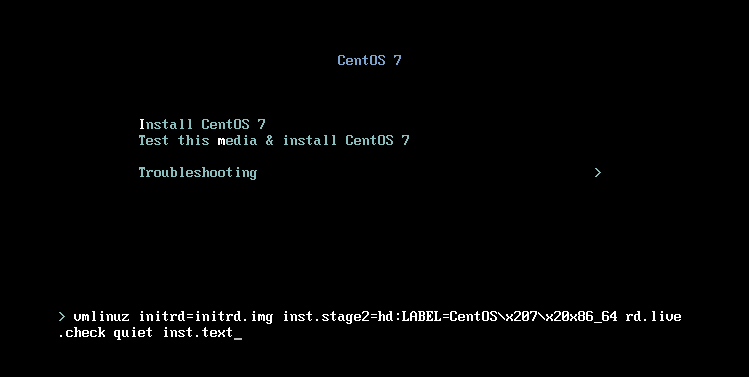 CentOS 7
Install CentOS 7
Test this media & install CentOS 7
Troubleshooting >
> vmlinuz initrd=initrd.img inst.stage2=hd:LABEL=CentOS\x207\x20x86_64 rd.live
.check quiet inst.text_